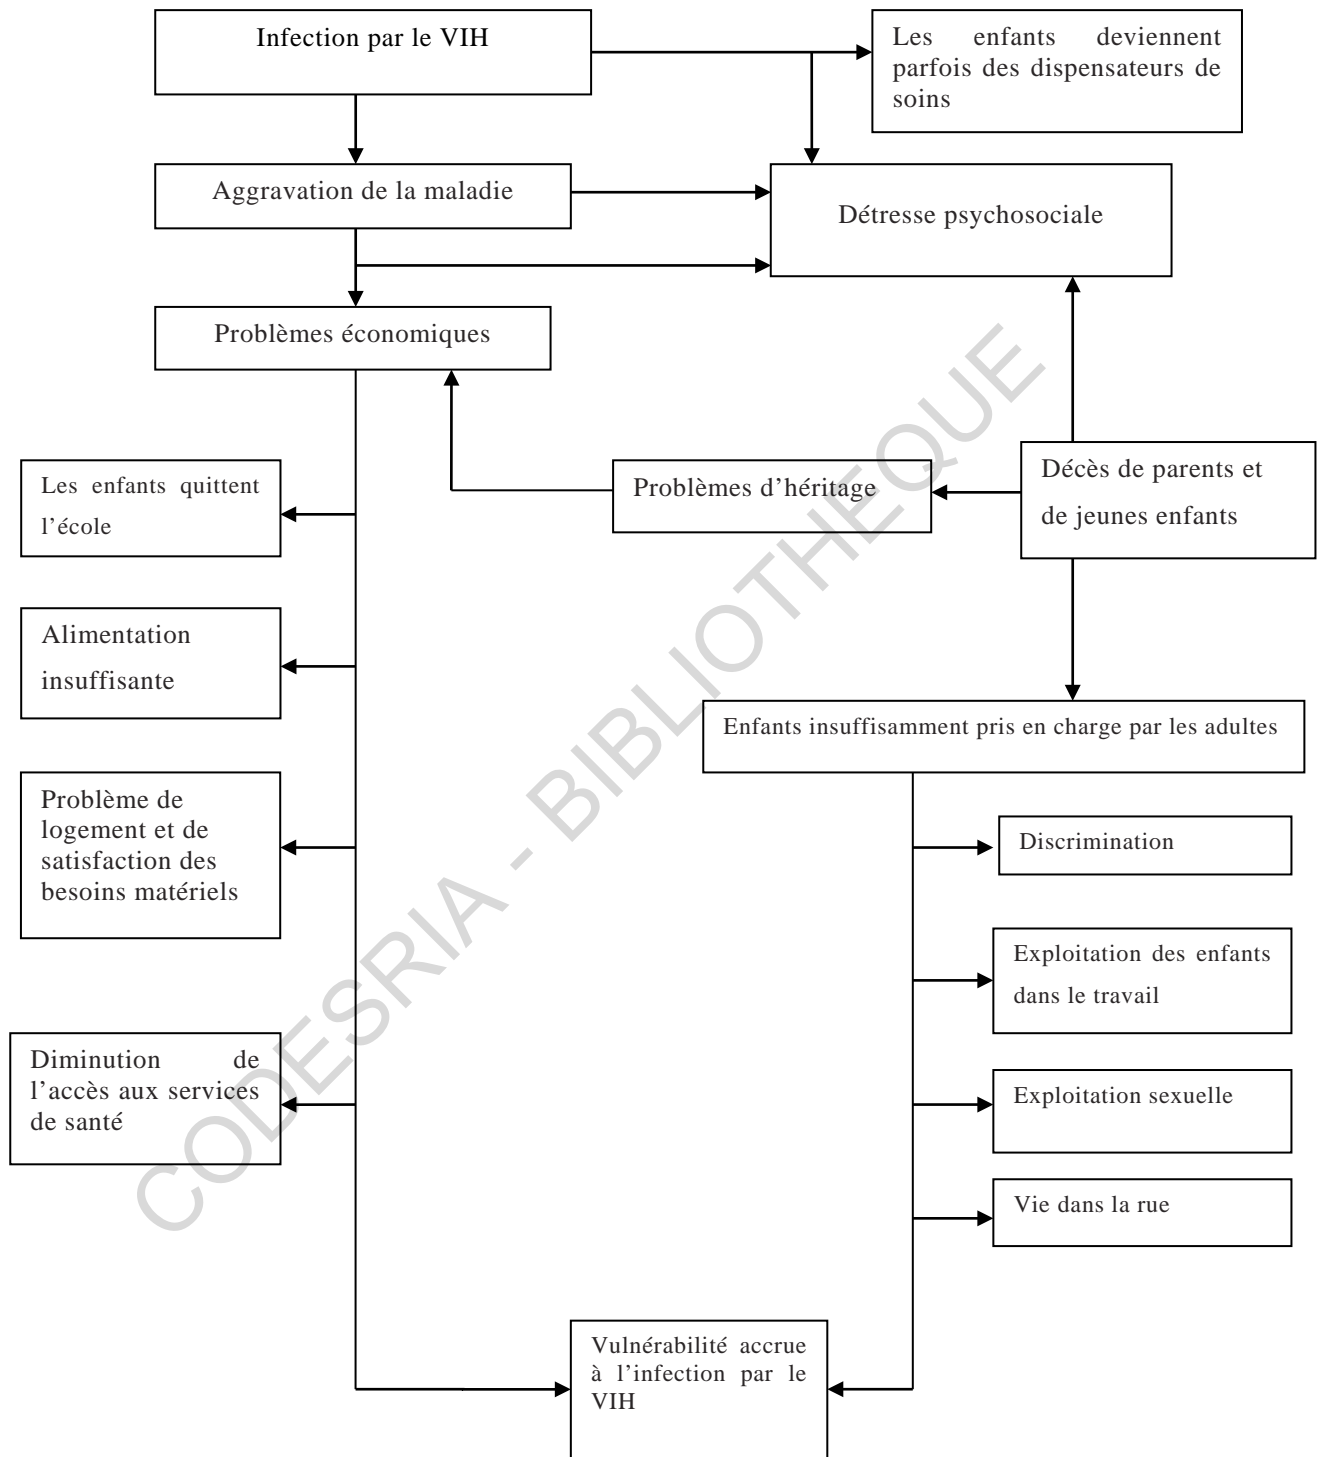 Infection par le VIH
Les enfants deviennent
parfois des dispensateurs de
soins
Aggravation de la maladie
Détresse psychosociale
Problèmes économiques
Les enfants quittent
l’école
Problèmes d’héritage
Décès de parents et
de jeunes enfants
Alimentation
insuffisante
Enfants insuffisamment pris en charge par les adultes
Problème de
logement et de
satisfaction des
besoins matériels
Discrimination
Exploitation des enfants
dans le travail
Diminution de
l’accès aux services
de santé
Exploitation sexuelle
Vie dans la rue
Vulnérabilité accrue
à l’infection par le
VIH
CODESRIA - BIBLIOTHEQUE